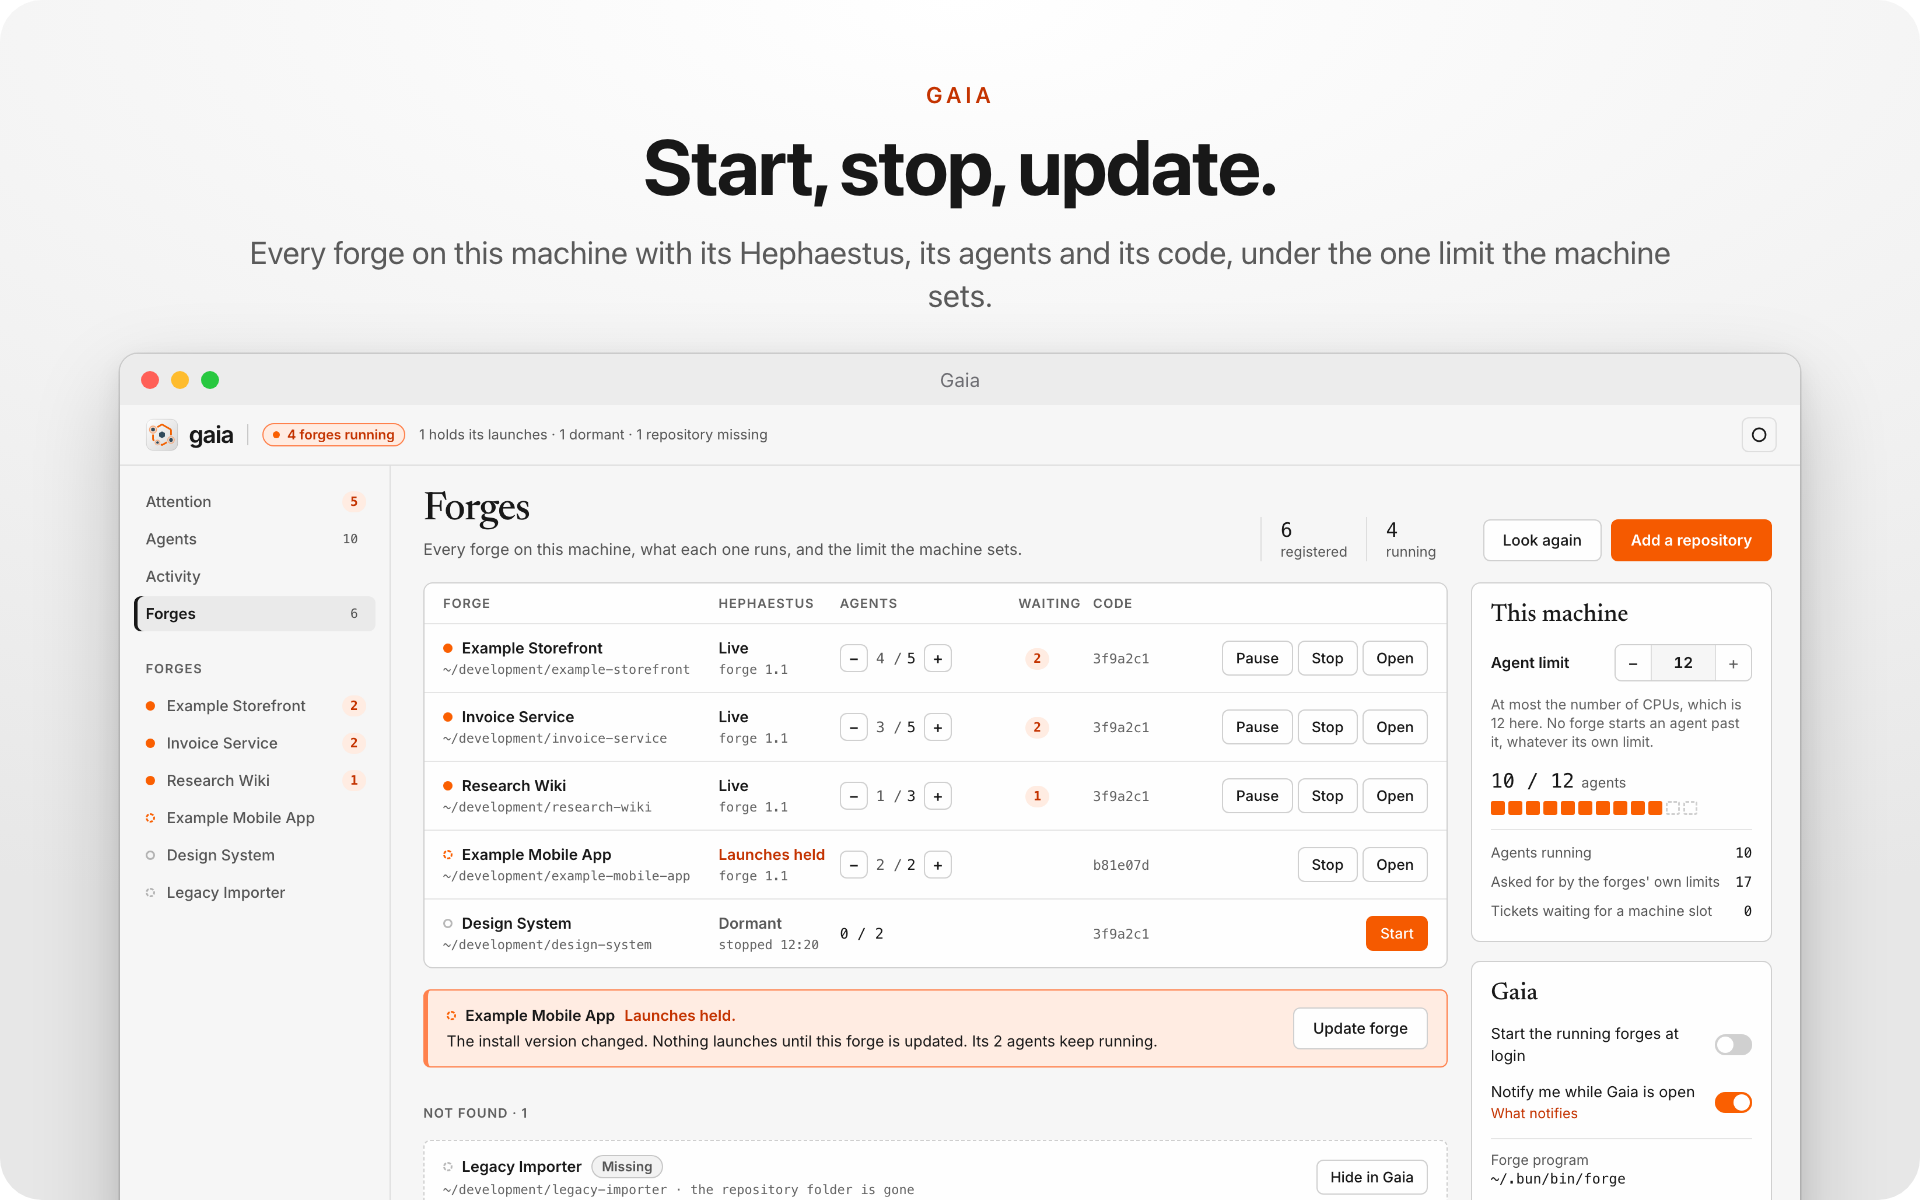 GAIA
Start, stop, update.
Every forge on this machine with its Hephaestus, its agents and its code, under the one limit the machine
sets.
Gaia
gaia
4 forges running
1 holds its launches · 1 dormant · 1 repository missing
Attention 5
Agents 10
Activity
Forges 6
FORGES
Example Storefront 2
Invoice Service 2
Research Wiki 1
Example Mobile App
Design System
Legacy Importer
Forges
Every forge on this machine, what each one runs, and the limit the machine sets.
6
registered
4
running
Look again
Add a repository
FORGE HEPHAESTUS AGENTS WAITING CODE
Example Storefront Live − 4 / 5 + 2 3f9a2c1 Pause Stop Open
~/development/example-storefront forge 1.1
Invoice Service Live − 3 / 5 + 2 3f9a2c1 Pause Stop Open
~/development/invoice-service forge 1.1
Research Wiki Live − 1 / 3 + 1 3f9a2c1 Pause Stop Open
~/development/research-wiki forge 1.1
Example Mobile App Launches held − 2 / 2 + b81e07d Stop Open
~/development/example-mobile-app forge 1.1
Design System Dormant 0 / 2 3f9a2c1 Start
~/development/design-system stopped 12:20
Example Mobile App Launches held.
The install version changed. Nothing launches until this forge is updated. Its 2 agents keep running.
Update forge
NOT FOUND · 1
Legacy Importer Missing
~/development/legacy-importer · the repository folder is gone
Hide in Gaia
This machine
Agent limit − 12 +
At most the number of CPUs, which is
12 here. No forge starts an agent past
it, whatever its own limit.
10 / 12 agents
Agents running 10
Asked for by the forges' own limits 17
Tickets waiting for a machine slot 0
Gaia
Start the running forges at
login
Notify me while Gaia is open
What notifies
Forge program
~/.bun/bin/forge